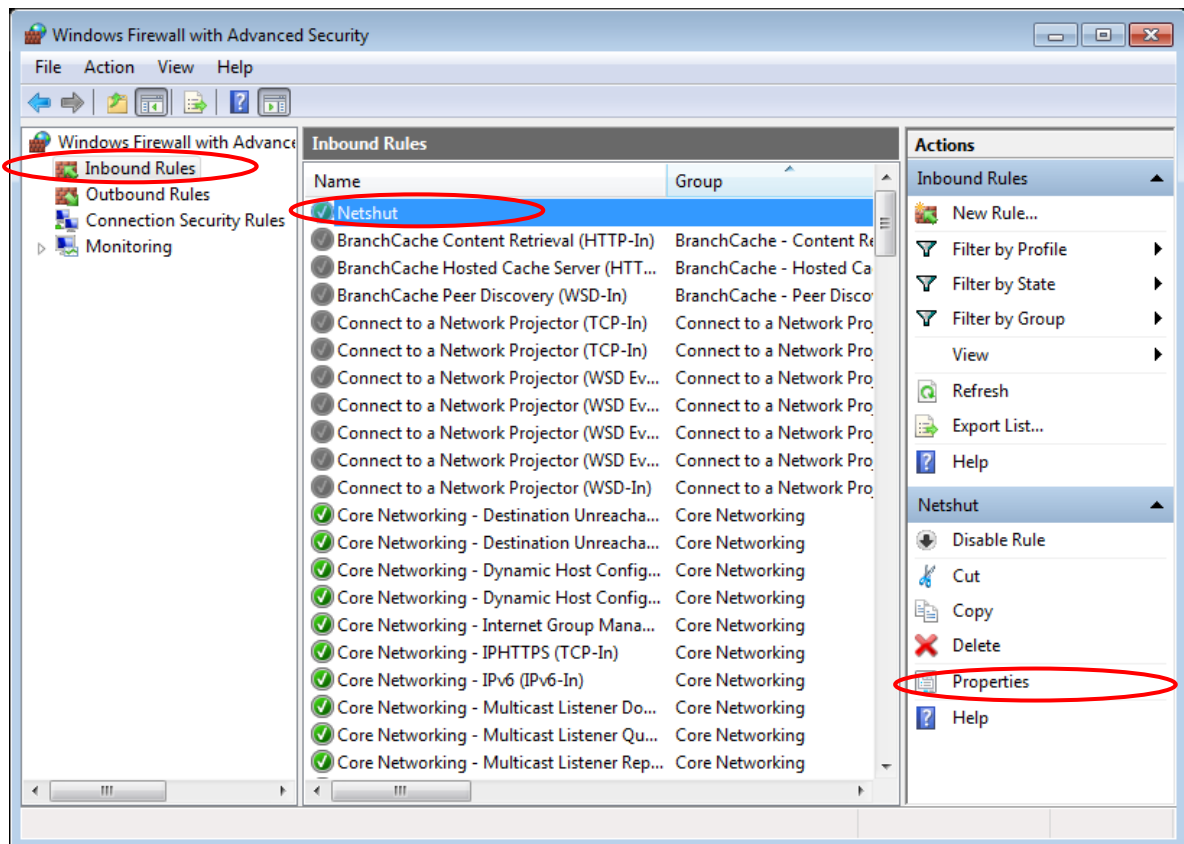 Windows Firewall with Advanced Security
File Action View Help
Windows Firewall with Advance
Inbound Rules
Outbound Rules
Connection Security Rules
Monitoring
Inbound Rules
Name Group
Netshut
BranchCache Content Retrieval (HTTP-In) BranchCache - Content Re
BranchCache Hosted Cache Server (HTT... BranchCache - Hosted Ca
BranchCache Peer Discovery (WSD-In) BranchCache - Peer Disco
Connect to a Network Projector (TCP-In) Connect to a Network Pro
Connect to a Network Projector (TCP-In) Connect to a Network Pro
Connect to a Network Projector (WSD Ev... Connect to a Network Pro
Connect to a Network Projector (WSD Ev... Connect to a Network Pro
Connect to a Network Projector (WSD Ev... Connect to a Network Pro
Connect to a Network Projector (WSD Ev... Connect to a Network Pro
Connect to a Network Projector (WSD-In) Connect to a Network Pro
Core Networking - Destination Unreacha... Core Networking
Core Networking - Destination Unreacha... Core Networking
Core Networking - Dynamic Host Config... Core Networking
Core Networking - Dynamic Host Config... Core Networking
Core Networking - Internet Group Mana... Core Networking
Core Networking - IPHTTPS (TCP-In) Core Networking
Core Networking - IPv6 (IPv6-In) Core Networking
Core Networking - Multicast Listener Do... Core Networking
Core Networking - Multicast Listener Qu... Core Networking
Core Networking - Multicast Listener Rep... Core Networking
Actions
Inbound Rules
New Rule...
Filter by Profile
Filter by State
Filter by Group
View
Refresh
Export List...
Help
Netshut
Disable Rule
Cut
Copy
Delete
Properties
Help